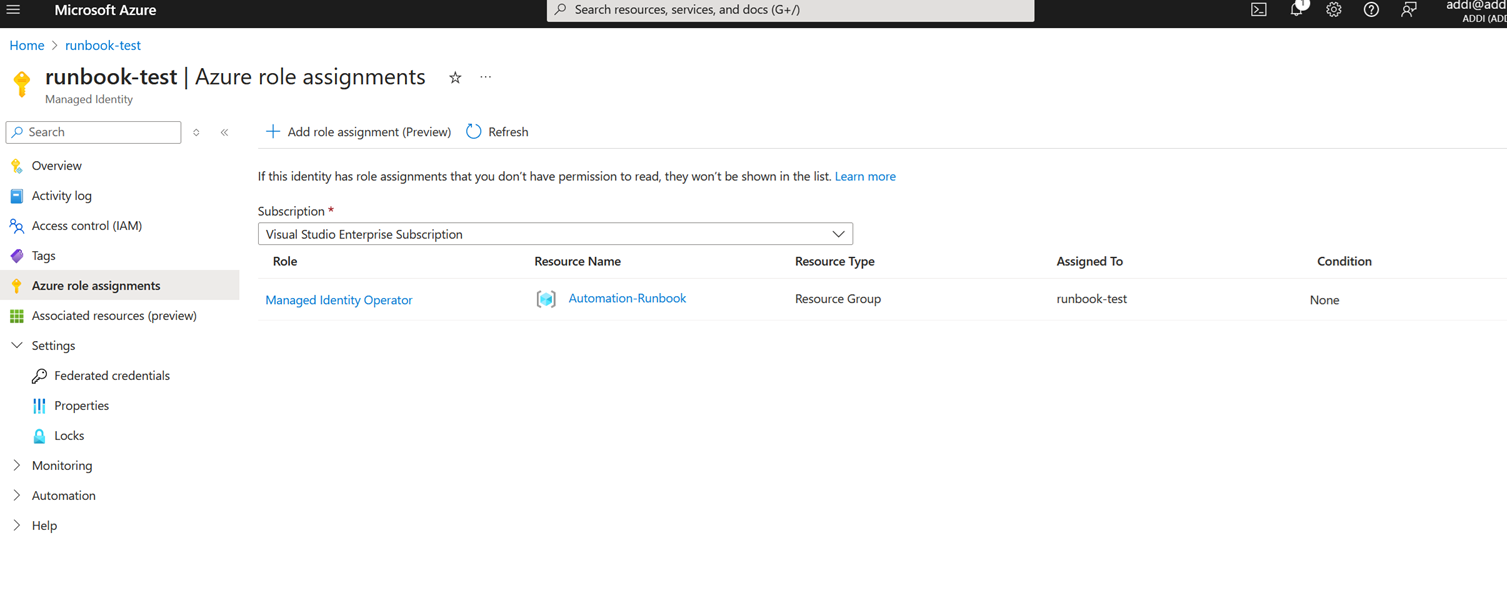 Microsoft Azure
Search resources, services, and docs (G+/)
1
addi@add
ADDI (ADD
Home > runbook-test
runbook-test | Azure role assignments
Managed Identity
Search
Add role assignment (Preview)
Refresh
Overview
Activity log
Access control (IAM)
Tags
Azure role assignments
Associated resources (preview)
Settings
Federated credentials
Properties
Locks
Monitoring
Automation
Help
If this identity has role assignments that you don't have permission to read, they won't be shown in the list. Learn more
Subscription *
Visual Studio Enterprise Subscription
Role Resource Name Resource Type Assigned To Condition
Managed Identity Operator Automation-Runbook Resource Group runbook-test None